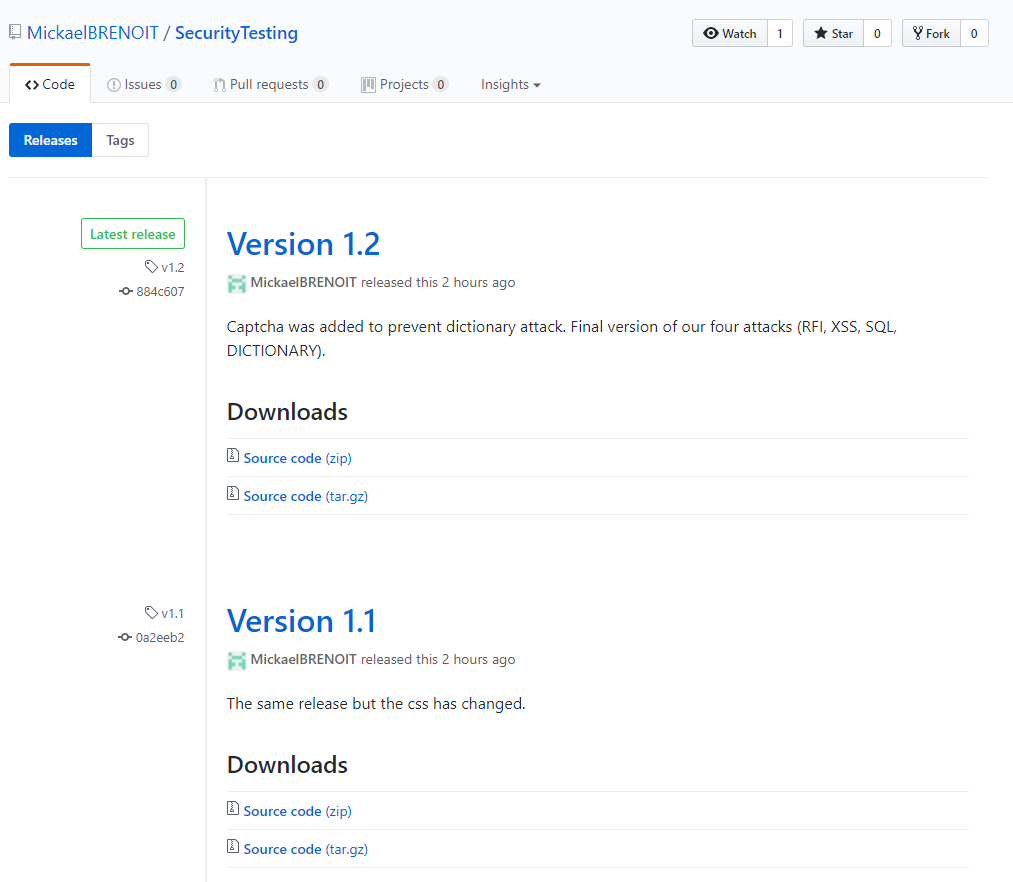 MickaelBRENOIT / SecurityTesting
Watch 1 Star 0 Fork 0
Code Issues 0 Pull requests 0 Projects 0 Insights
Releases Tags
Latest release
v1.2
884c607
Version 1.2
MickaelBRENOIT released this 2 hours ago
Captcha was added to prevent dictionary attack. Final version of our four attacks (RFI, XSS, SQL,
DICTIONARY).
Downloads
Source code (zip)
Source code (tar.gz)
v1.1
0a2eeb2
Version 1.1
MickaelBRENOIT released this 2 hours ago
The same release but the css has changed.
Downloads
Source code (zip)
Source code (tar.gz)